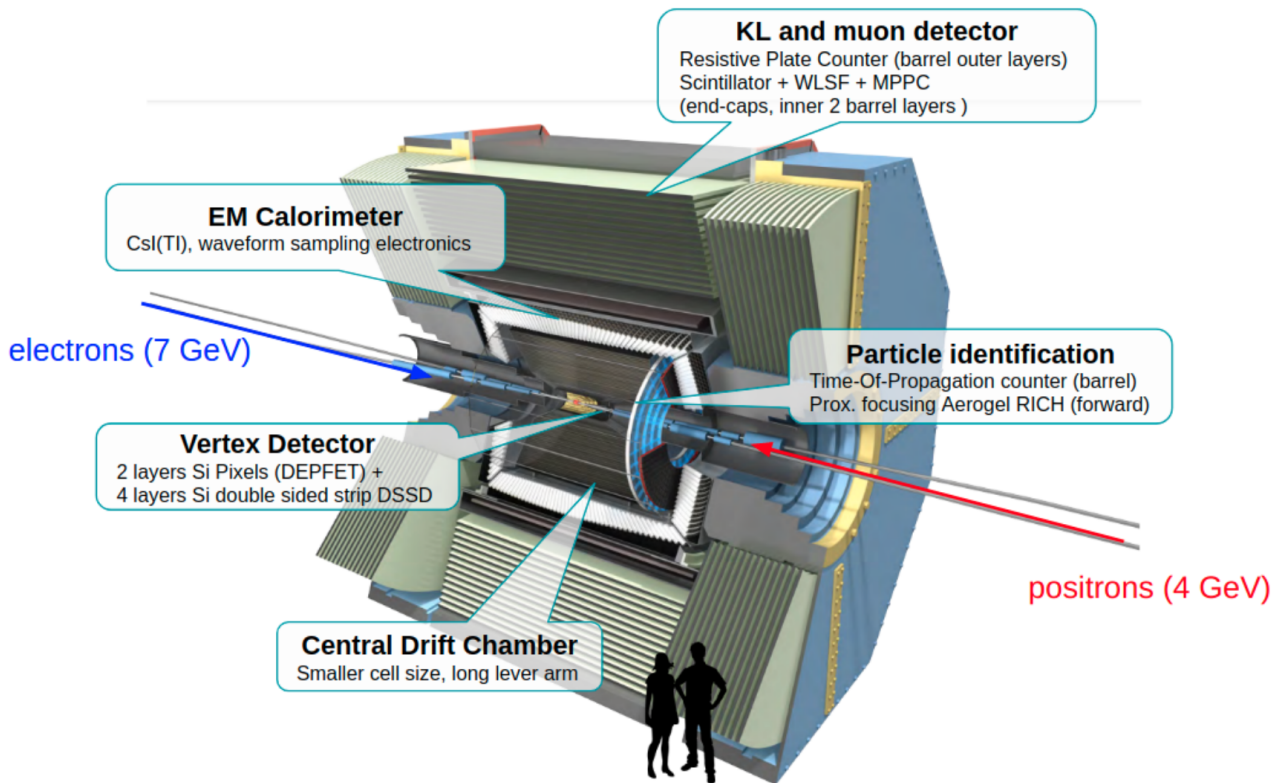 KL and muon detector
Resistive Plate Counter (barrel outer layers)
Scintillator + WLSF + MPPC
(end-caps, inner 2 barrel layers )
EM Calorimeter
CsI(Tl), waveform sampling electronics
electrons (7 GeV)
Particle identification
Time-Of-Propagation counter (barrel)
Prox. focusing Aerogel RICH (forward)
Vertex Detector
2 layers Si Pixels (DEPFET) +
4 layers Si double sided strip DSSD
positrons (4 GeV)
Central Drift Chamber
Smaller cell size, long lever arm